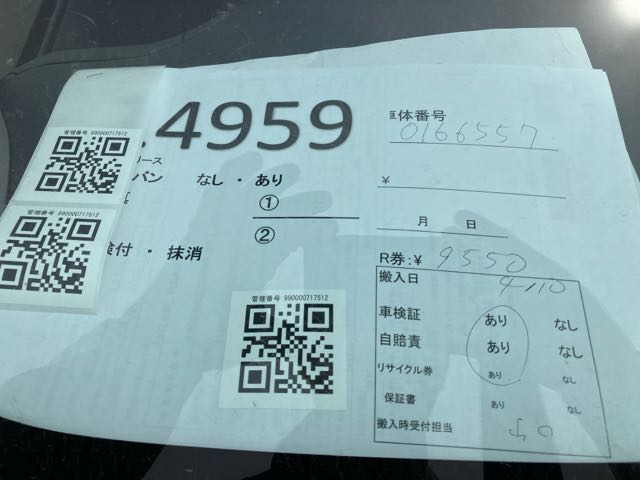 .4959
車体番号
0166557
管理番号 990000717512
リース
バン なし・あり
¥
①
月 日
管理番号 990000717512
②
検付・抹消
R券:¥ 9550
管理番号 990000717512
搬入日 4/10
車検証 あり なし
自賠責 あり なし
リサイクル券 あり なし
保証書 あり なし
搬入時受付担当